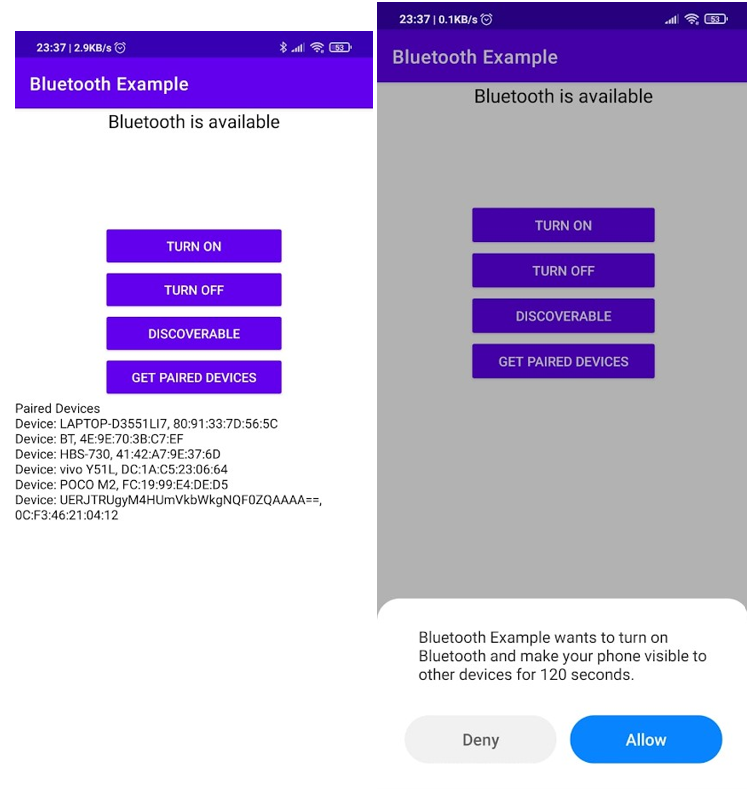 23:37 | 2.9KB/s
53
Bluetooth Example
Bluetooth is available
TURN ON
TURN OFF
DISCOVERABLE
GET PAIRED DEVICES
Paired Devices
Device: LAPTOP-D3551LI7, 80:91:33:7D:56:5C
Device: BT, 4E:9E:70:3B:C7:EF
Device: HBS-730, 41:42:A7:9E:37:6D
Device: vivo Y51L, DC:1A:C5:23:06:64
Device: POCO M2, FC:19:99:E4:DE:D5
Device: UERJTRUgyM4HUmVkbWkgNQF0ZQAAAA==,
0C:F3:46:21:04:12
23:37 | 0.1KB/s
53
Bluetooth Example
Bluetooth is available
TURN ON
TURN OFF
DISCOVERABLE
GET PAIRED DEVICES
Bluetooth Example wants to turn on
Bluetooth and make your phone visible to
other devices for 120 seconds.
Deny
Allow